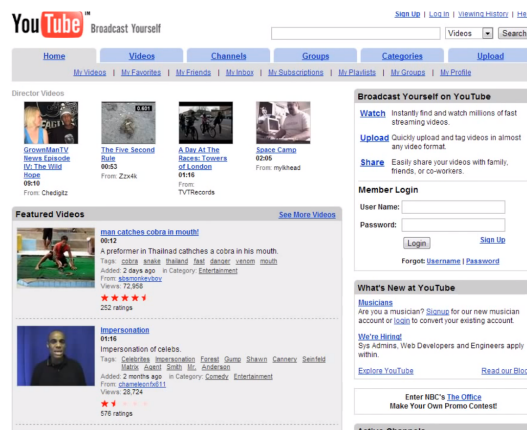 You Tube™ Broadcast Yourself
Sign Up | Log In | Viewing History | He
Videos Search
Home Videos Channels Groups Categories Upload
My Videos | My Favorites | My Friends | My Inbox | My Subscriptions | My Playlists | My Groups | My Profile
Director Videos
GrownManTV
News Episode
IV: The Wild
Hope
09:10
From: Chedigitz
The Five Second
Rule
00:53
From: Zzx4k
A Day At The
Races: Towers
of London
01:16
From:
TVTRecords
Space Camp
02:05
From: mylkhead
Featured Videos See More Videos
man catches cobra in mouth!
00:12
A preformer in Thailnad cathches a cobra in his mouth.
Tags: cobra snake thailand fast danger venom mouth
Added: 2 days ago in Category: Entertainment
From: sbsmonkeyboy
Views: 72,958
252 ratings
Impersonation
01:16
Impersonation of celebs.
Tags: Celebrites Impersonation Forest Gump Shawn Cannery Seinfeld
Matrix Agent Smith Mr. Anderson
Added: 2 months ago in Category: Comedy Entertainment
From: chameleonfx611
Views: 28,724
576 ratings
Broadcast Yourself on YouTube
Watch Instantly find and watch millions of fast
streaming videos.
Upload Quickly upload and tag videos in almost
any video format.
Share Easily share your videos with family,
friends, or co-workers.
Member Login
User Name:
Password:
Login Sign Up
Forgot: Username | Password
What's New at YouTube
Musicians
Are you a musician? Signup for our new musician
account or login to convert your existing account.
We're Hiring!
Sys Admins, Web Developers and Engineers apply
within.
Explore YouTube Read our Bloc
Enter NBC's The Office
Make Your Own Promo Contest!
Active Channels